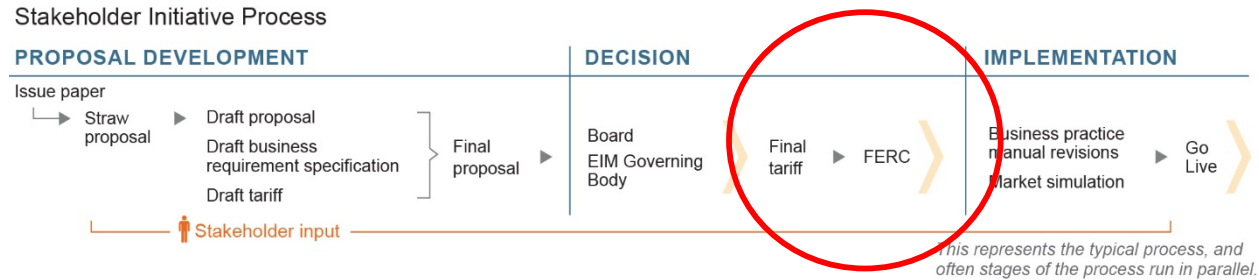 Stakeholder Initiative Process
PROPOSAL DEVELOPMENT
DECISION
IMPLEMENTATION
Issue paper
Straw
proposal
Draft proposal
Draft business
requirement specification
Draft tariff
Final
proposal
Board
EIM Governing
Body
Final
tariff
FERC
Business practice
manual revisions
Market simulation
Go
Live
Stakeholder input
This represents the typical process, and
often stages of the process run in parallel.